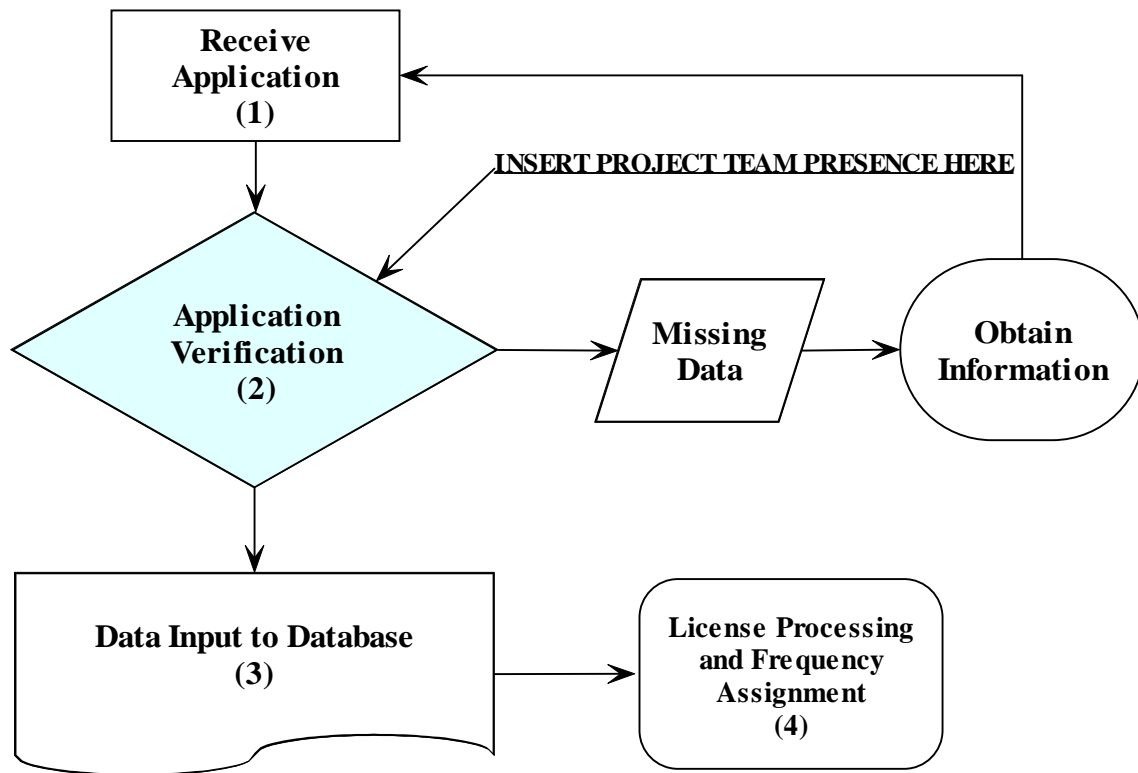 Receive
Application
(1)
INSERT PROJECT TEAM PRESENCE HERE
Application
Verification
(2)
Missing
Data
Obtain
Information
Data Input to Database
(3)
License Processing
and Frequency
Assignment
(4)